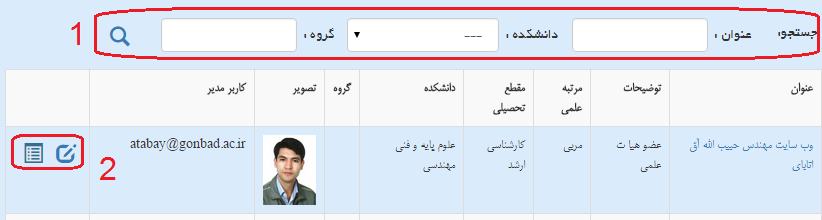 1
جستجو: عنوان : دانشکده : --- گروه :
عنوان توضیحات مرتبه علمی مقطع تحصیلی دانشکده گروه تصویر کاربر مدیر
وب سایت مهندس حبیب الله آق اتابای
عضو هیا ت علمی
مربی
کارشناسی ارشد
علوم پایه و فنی مهندسی
atabay@gonbad.ac.ir
2